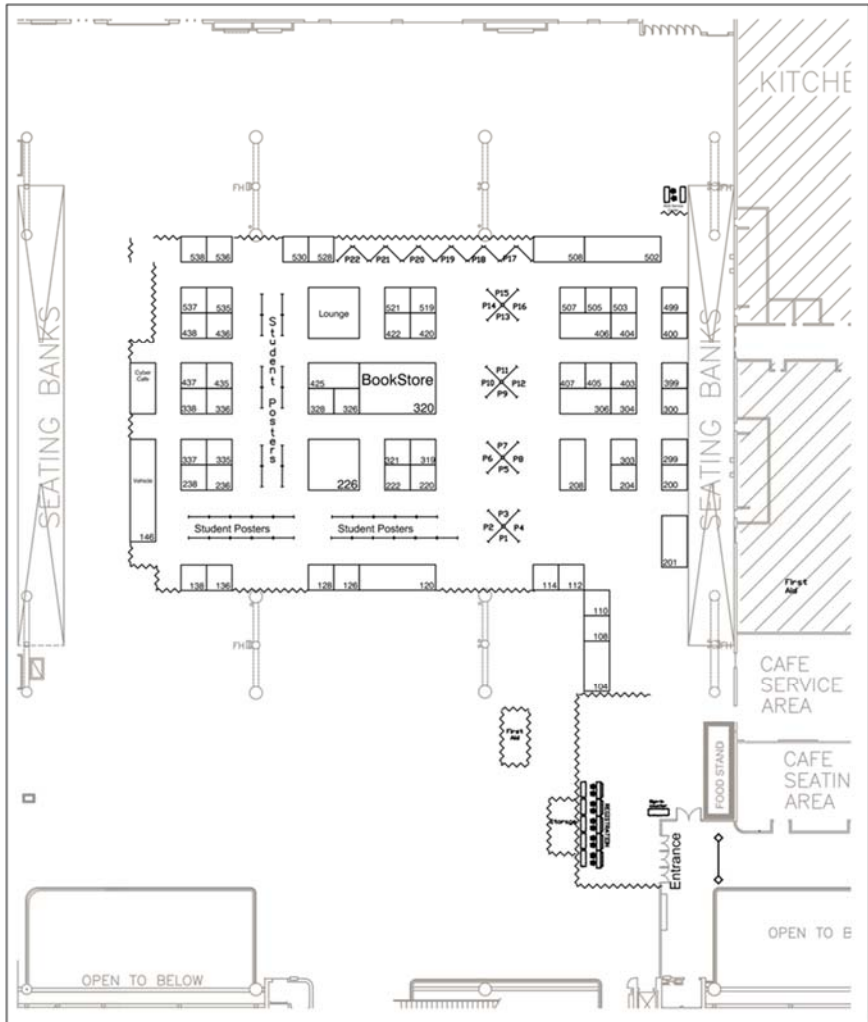 KITCHE
FH
FH
538 536
530 528
P22 P21 P20 P19 P18 P17
508 502
537 535
438 436
Student Posters
Lounge
521 519
422 420
P15
P14 P16
P13
507 505 503
406 404
499
400
SEATING BANKS
SEATING BANKS
Cyber
Cafe
437 435
338 336
425
BookStore
328 326
320
P11
P10 P12
P9
407 405 403
306 304
399
300
Vehicle
146
337 335
238 236
226
321 319
222 220
P7
P6 P8
P5
208
303
204
299
200
Student Posters
Student Posters
P3
P2 P4
P1
201
First
Aid
138 136
128 126 120
114 112
110
108
104
FH
FH
CAFE
SERVICE
AREA
First
Aid
FOOD STAND
CAFE
SEATIN
AREA
Storage
REGISTRATION
Entrance
OPEN TO BELOW
OPEN TO B